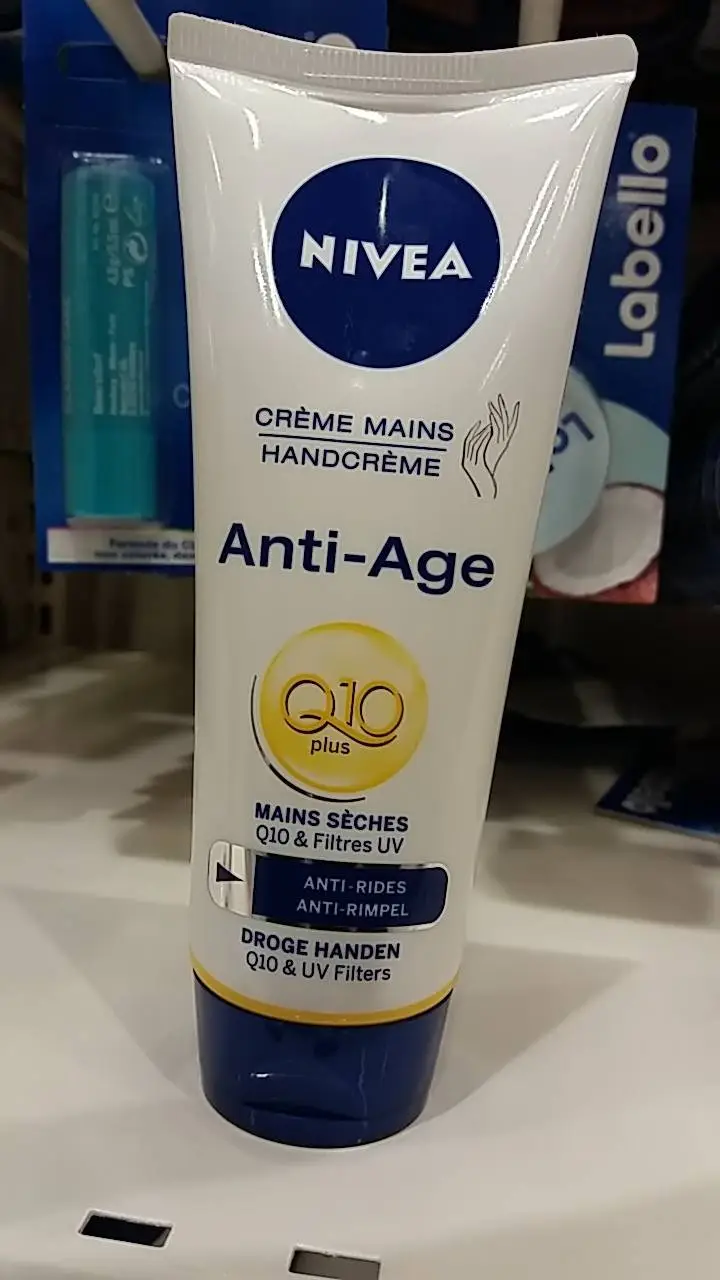 NIVEA
CRÈME MAINS
HANDCRÈME
Anti-Age
Q10
plus
MAINS SÈCHES
Q10 & Filtres UV
ANTI-RIDES
ANTI-RIMPEL
DROGE HANDEN
Q10 & UV Filters
Labello